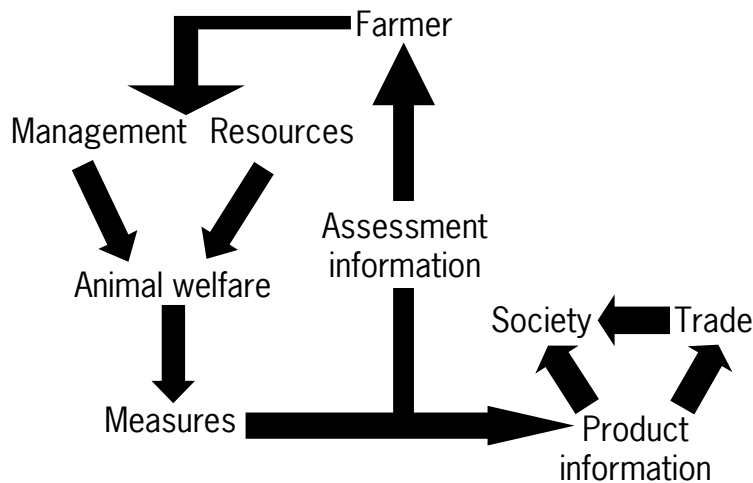 Farmer
Management Resources
Assessment
information
Animal welfare
Society Trade
Measures
Product
information